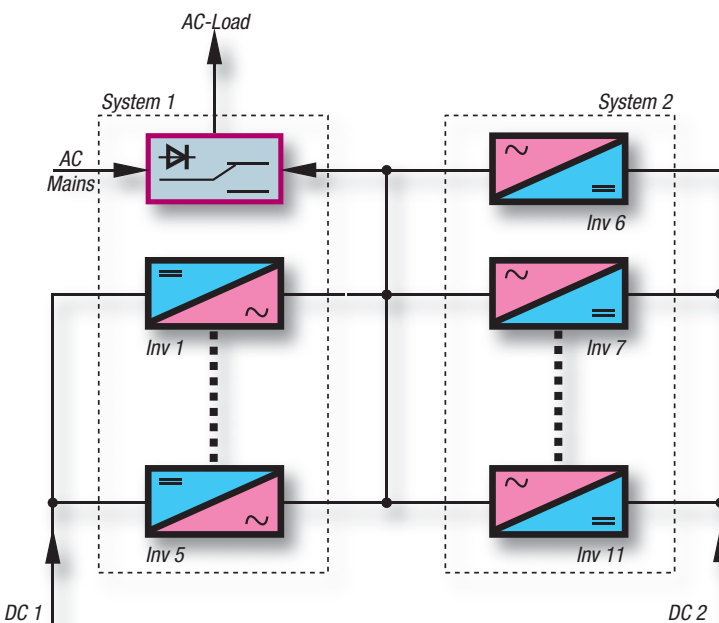 AC-Load
System 1
System 2
AC
Mains
Inv 6
Inv 1
Inv 7
Inv 5
Inv 11
DC 1
DC 2